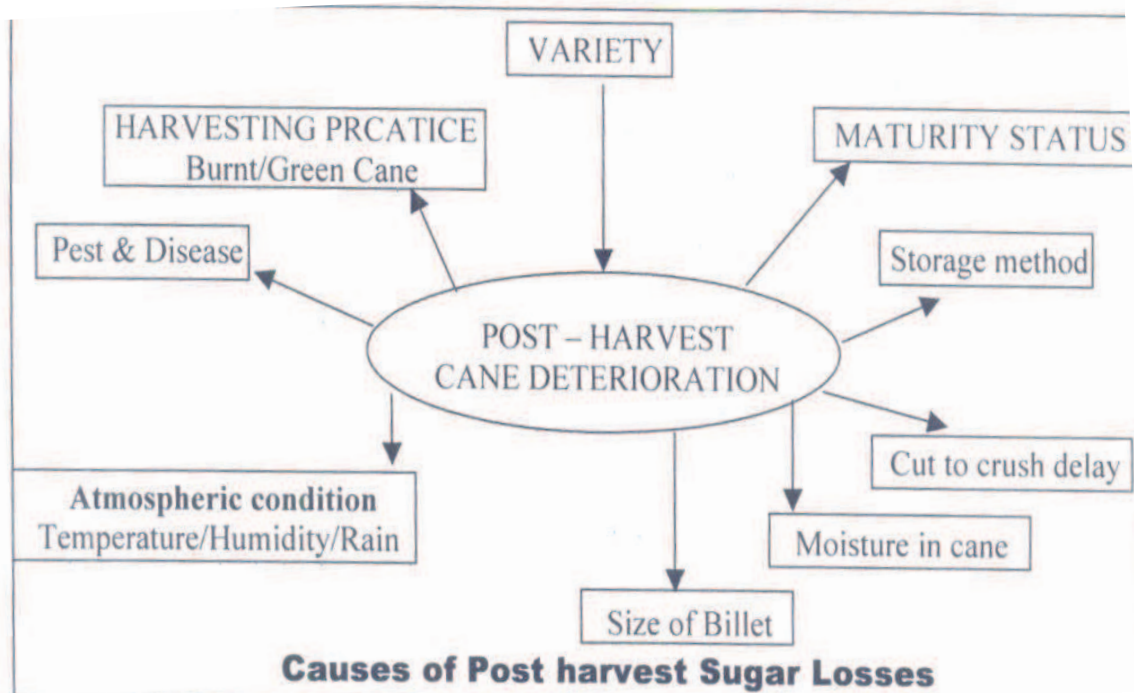 VARIETY
HARVESTING PRCATICE
Burnt/Green Cane
MATURITY STATUS
Pest & Disease
Storage method
POST – HARVEST
CANE DETERIORATION
Cut to crush delay
Atmospheric condition
Temperature/Humidity/Rain
Moisture in cane
Size of Billet
Causes of Post harvest Sugar Losses